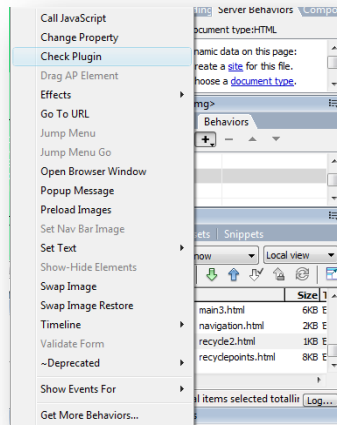 Call JavaScript
Change Property
Check Plugin
Drag AP Element
Effects
Go To URL
Jump Menu
Jump Menu Go
Open Browser Window
Popup Message
Preload Images
Set Nav Bar Image
Set Text
Show-Hide Elements
Swap Image
Swap Image Restore
Timeline
Validate Form
~Deprecated
Show Events For
Get More Behaviors...
Server Behaviors
ocument type:HTML
namic data on this page:
reate a site for this file.
hoose a document type.
mg>
Behaviors
ets Snippets
now Local view
Size
main3.html 6KB
navigation.html 2KB
recycle2.html 1KB
recyclepoints.html 8KB
al items selected totallir Log...